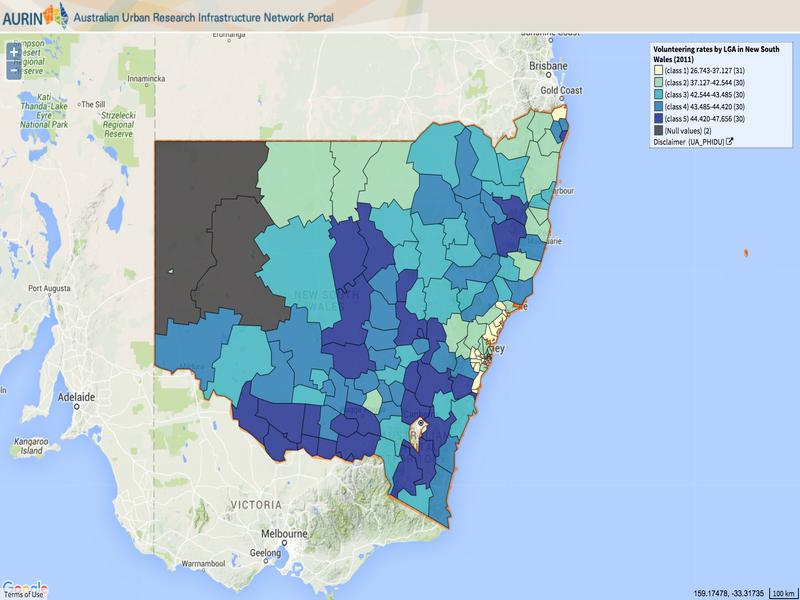 AURIN Australian Urban Research Infrastructure Network Portal
Simpson
Desert
Regional
Reserve
Eromanga
Innamincka
Sunshine Coast
Brisbane
Gold Coast
Kati
Thanda-Lake
Eyre
National Park
The Sill
Strzelecki
Regional
Reserve
Volunteering rates by LGA in New South
Wales (2011)
(class 1) 26.743-37.127 (31)
(class 2) 37.127-42.544 (30)
(class 3) 42.544-43.485 (30)
(class 4) 43.485-44.420 (30)
(class 5) 44.420-47.656 (30)
(Null values) (2)
Disclaimer (UA_PHIDU)
NEW SOUTH
WALES
Port Augusta
Adelaide
Kangaroo
Island
VICTORIA
Melbourne
Geelong
Warrnambool
Google
Terms of Use
159.17478, -33.31735
100 km